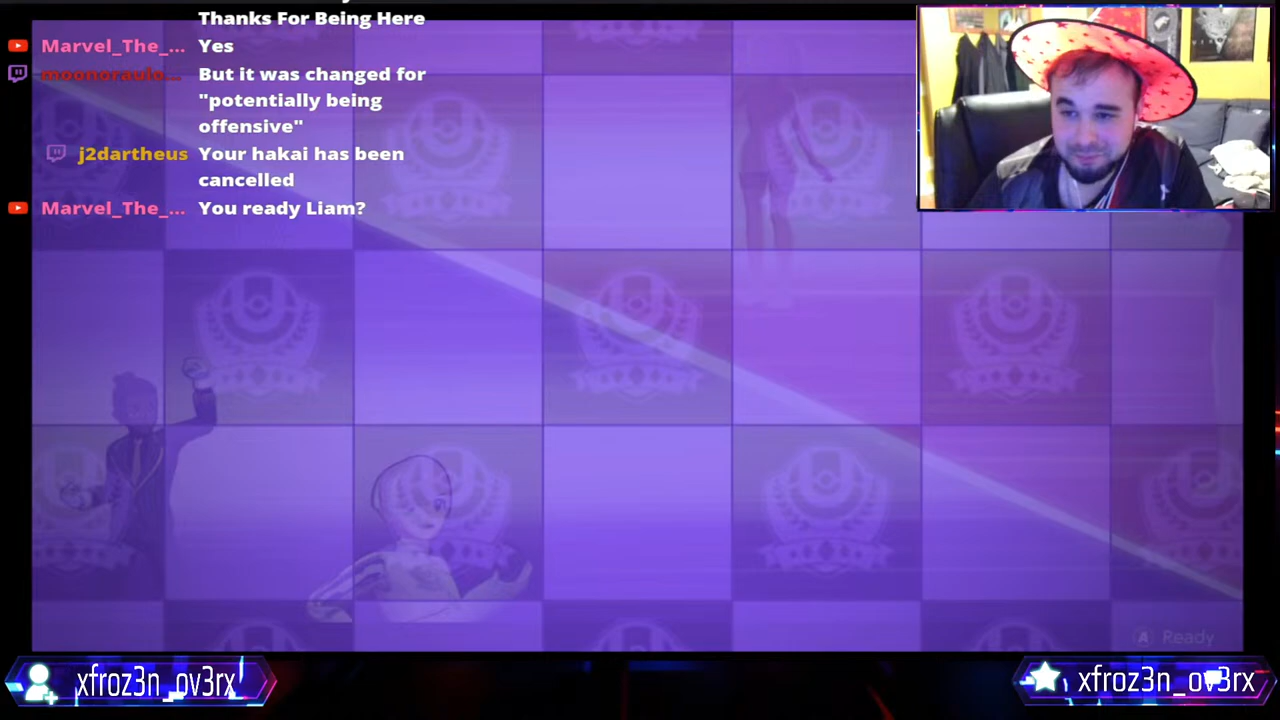 Thanks For Being Here
Marvel_The_... Yes
moonoraulo... But it was changed for
"potentially being
offensive"
j2dartheus Your hakai has been
cancelled
Marvel_The_... You ready Liam?
A Ready
xfroz3n_ov3rx
xfroz3n_ov3rx